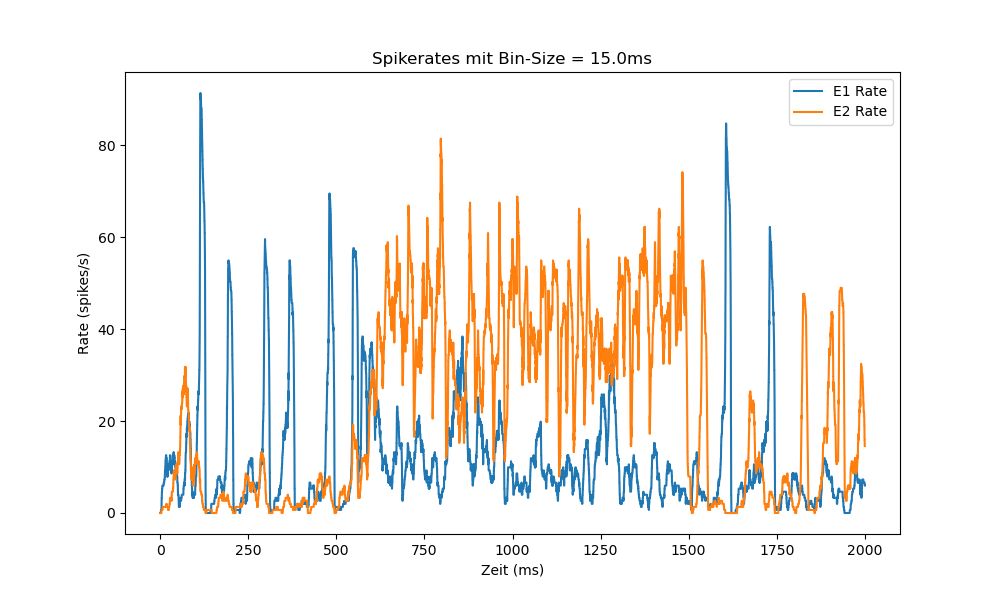 Spikerates mit Bin-Size = 15.0ms
E1 Rate
E2 Rate
Rate (spikes/s)
80
60
40
20
0
0 250 500 750 1000 1250 1500 1750 2000
Zeit (ms)